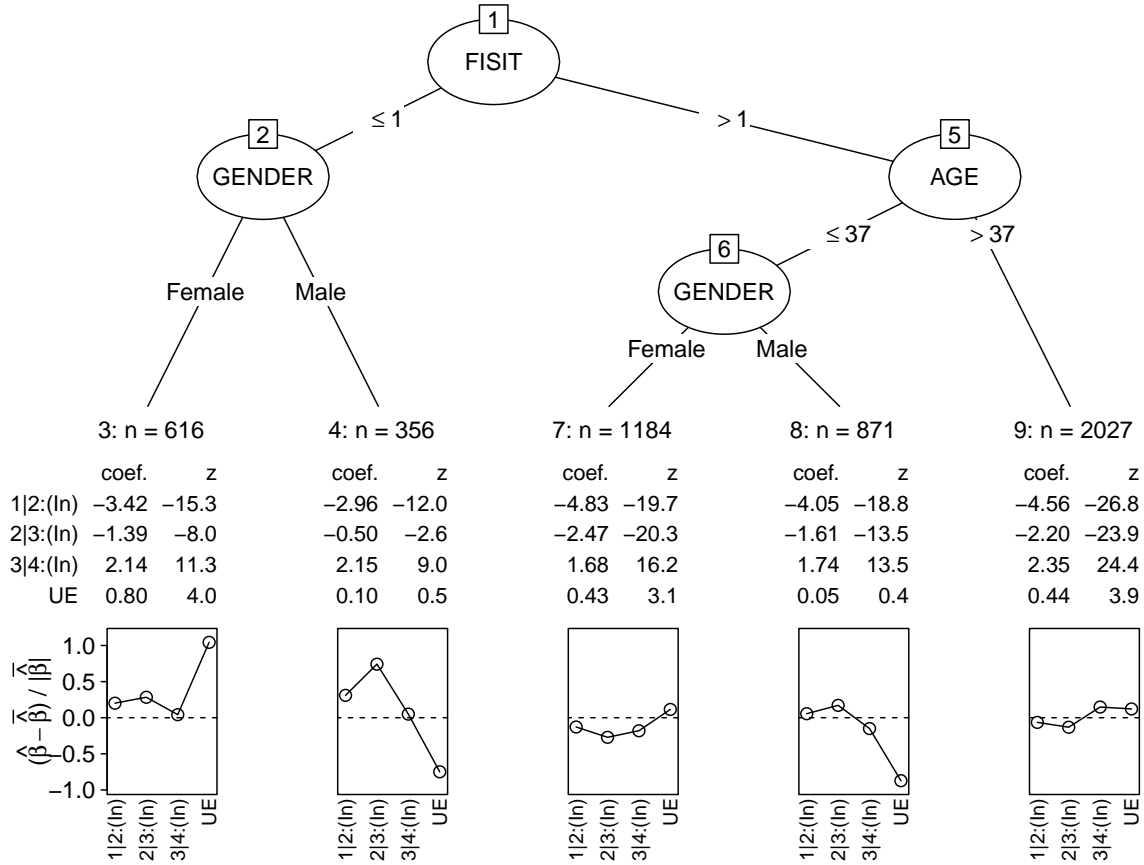 1
FISIT
≤ 1
> 1
2
GENDER
5
AGE
≤ 37
> 37
6
GENDER
Female
Male
Female
Male
3: n = 616
4: n = 356
7: n = 1184
8: n = 871
9: n = 2027
coef. z
1|2:(In) −3.42 −15.3
2|3:(In) −1.39 −8.0
3|4:(In) 2.14 11.3
UE 0.80 4.0
coef. z
−2.96 −12.0
−0.50 −2.6
2.15 9.0
0.10 0.5
coef. z
−4.83 −19.7
−2.47 −20.3
1.68 16.2
0.43 3.1
coef. z
−4.05 −18.8
−1.61 −13.5
1.74 13.5
0.05 0.4
coef. z
−4.56 −26.8
−2.20 −23.9
2.35 24.4
0.44 3.9
(β̂ − β̂̅) / |β̂̅|
1.0
0.5
0.0
−0.5
−1.0
1|2:(In)
2|3:(In)
3|4:(In)
UE
1|2:(In)
2|3:(In)
3|4:(In)
UE
1|2:(In)
2|3:(In)
3|4:(In)
UE
1|2:(In)
2|3:(In)
3|4:(In)
UE
1|2:(In)
2|3:(In)
3|4:(In)
UE